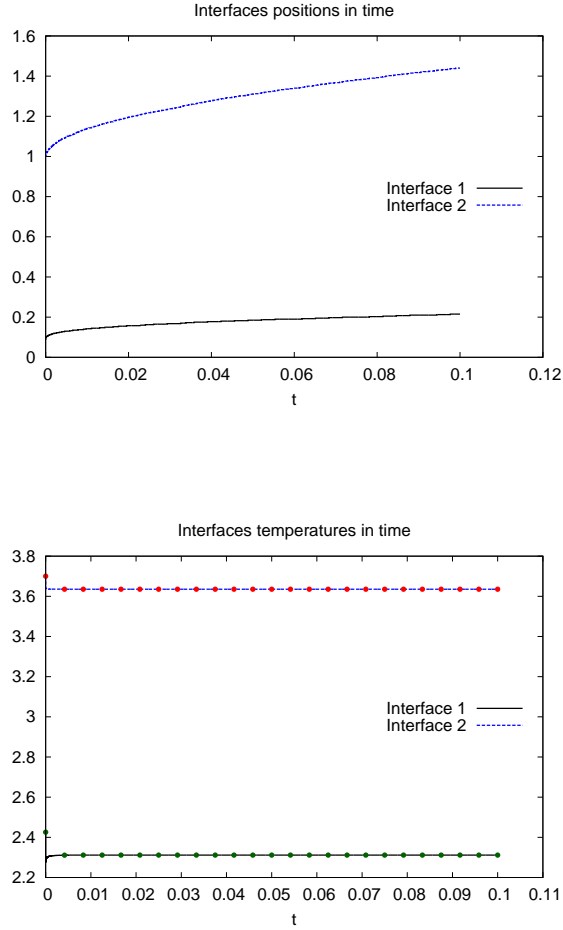 Interfaces positions in time
1.6
1.4
1.2
1
0.8
0.6
0.4
0.2
0
Interface 1
Interface 2
0 0.02 0.04 0.06 0.08 0.1 0.12
t
Interfaces temperatures in time
3.8
3.6
3.4
3.2
3
2.8
2.6
2.4
2.2
Interface 1
Interface 2
0 0.01 0.02 0.03 0.04 0.05 0.06 0.07 0.08 0.09 0.1 0.11
t